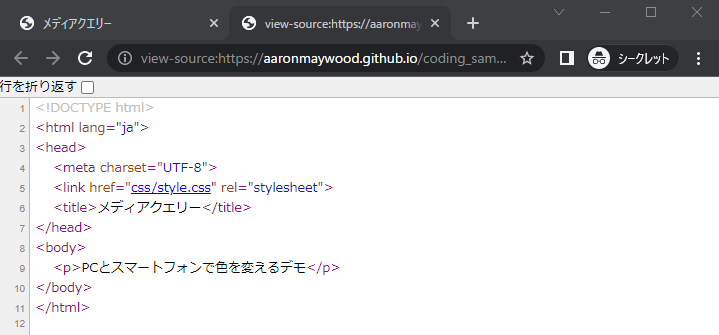 メディアクエリー
view-source:https://aaronmay
view-source:https://aaronmaywood.github.io/coding_sam...
シークレット
行を折り返す
1 <!DOCTYPE html>
2 <html lang="ja">
3 <head>
4 <meta charset="UTF-8">
5 <link href="css/style.css" rel="stylesheet">
6 <title>メディアクエリー</title>
7 </head>
8 <body>
9 <p>PCとスマートフォンで色を変えるデモ</p>
10 </body>
11 </html>
12